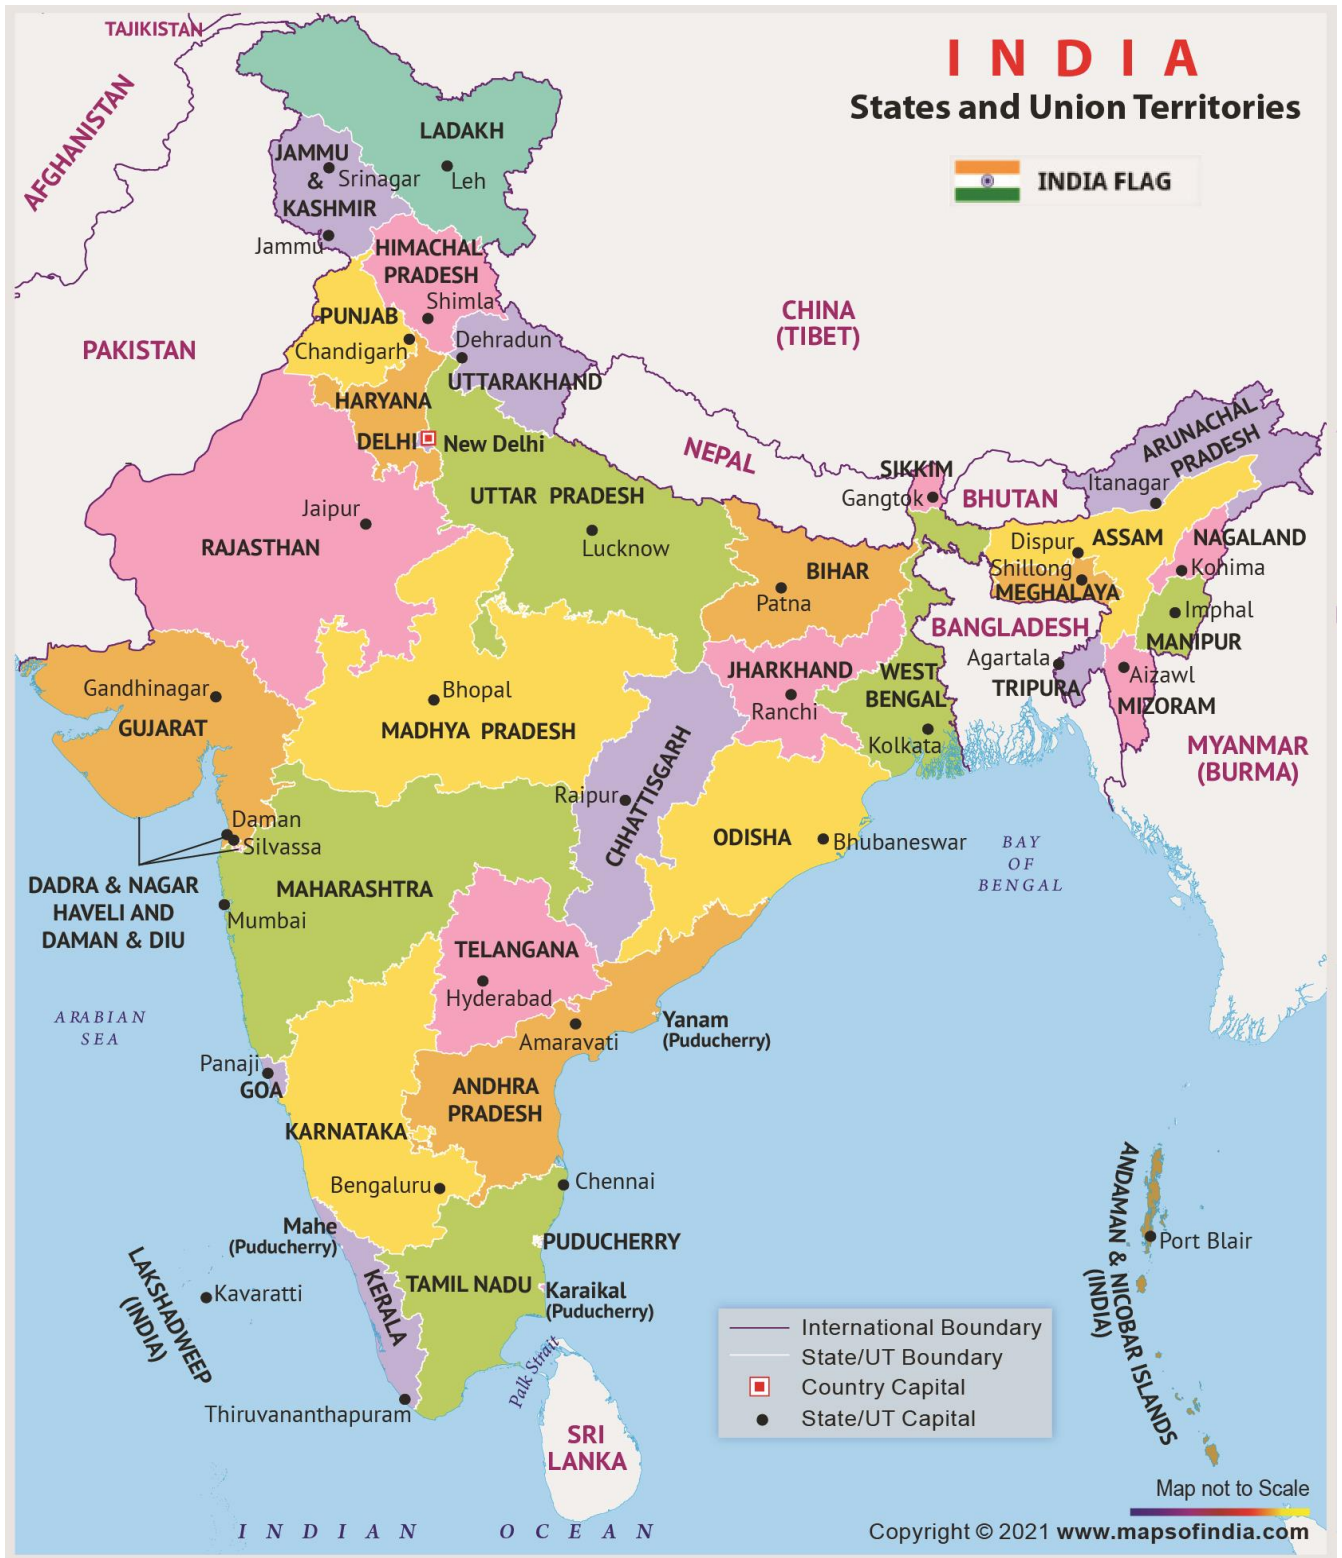 INDIA
States and Union Territories
INDIA FLAG
TAJIKISTAN
AFGHANISTAN
PAKISTAN
CHINA
(TIBET)
NEPAL
BHUTAN
BANGLADESH
MYANMAR
(BURMA)
SRI
LANKA
LADAKH
Leh
JAMMU
&
KASHMIR
Srinagar
Jammu
HIMACHAL
PRADESH
Shimla
PUNJAB
Chandigarh
Dehradun
UTTARAKHAND
HARYANA
DELHI
New Delhi
UTTAR PRADESH
Lucknow
Jaipur
RAJASTHAN
SIKKIM
Gangtok
ARUNACHAL
PRADESH
Itanagar
Dispur
ASSAM
NAGALAND
Shillong
Kohima
MEGHALAYA
Imphal
MANIPUR
Agartala
TRIPURA
Aizawl
MIZORAM
BIHAR
Patna
JHARKHAND
Ranchi
WEST
BENGAL
Kolkata
Gandhinagar
GUJARAT
Bhopal
MADHYA PRADESH
CHHATTISGARH
Raipur
ODISHA
Bhubaneswar
BAY
OF
BENGAL
Daman
Silvassa
DADRA & NAGAR
HAVELI AND
DAMAN & DIU
MAHARASHTRA
Mumbai
TELANGANA
Hyderabad
ARABIAN
SEA
Amaravati
Yanam
(Puducherry)
Panaji
GOA
ANDHRA
PRADESH
KARNATAKA
Bengaluru
Chennai
Mahe
(Puducherry)
PUDUCHERRY
TAMIL NADU
Karaikal
(Puducherry)
KERALA
LAKSHADWEEP
(INDIA)
Kavaratti
Thiruvananthapuram
Palk Strait
ANDAMAN & NICOBAR ISLANDS
(INDIA)
Port Blair
International Boundary
State/UT Boundary
Country Capital
State/UT Capital
INDIAN OCEAN
Map not to Scale
Copyright © 2021 www.mapsofindia.com